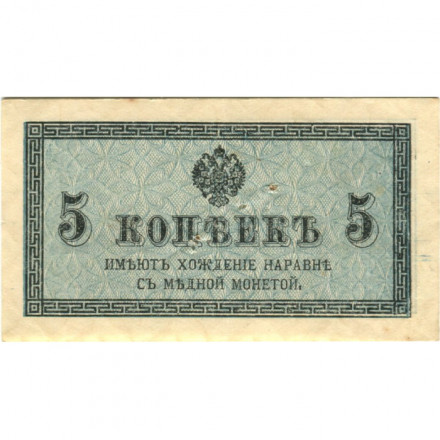 5 КОПѢЕКЪ 5
ИМѢЮТЪ ХОЖДЕНІЕ НАРАВНѢ
СЪ МѢДНОЙ МОНЕТОЙ.